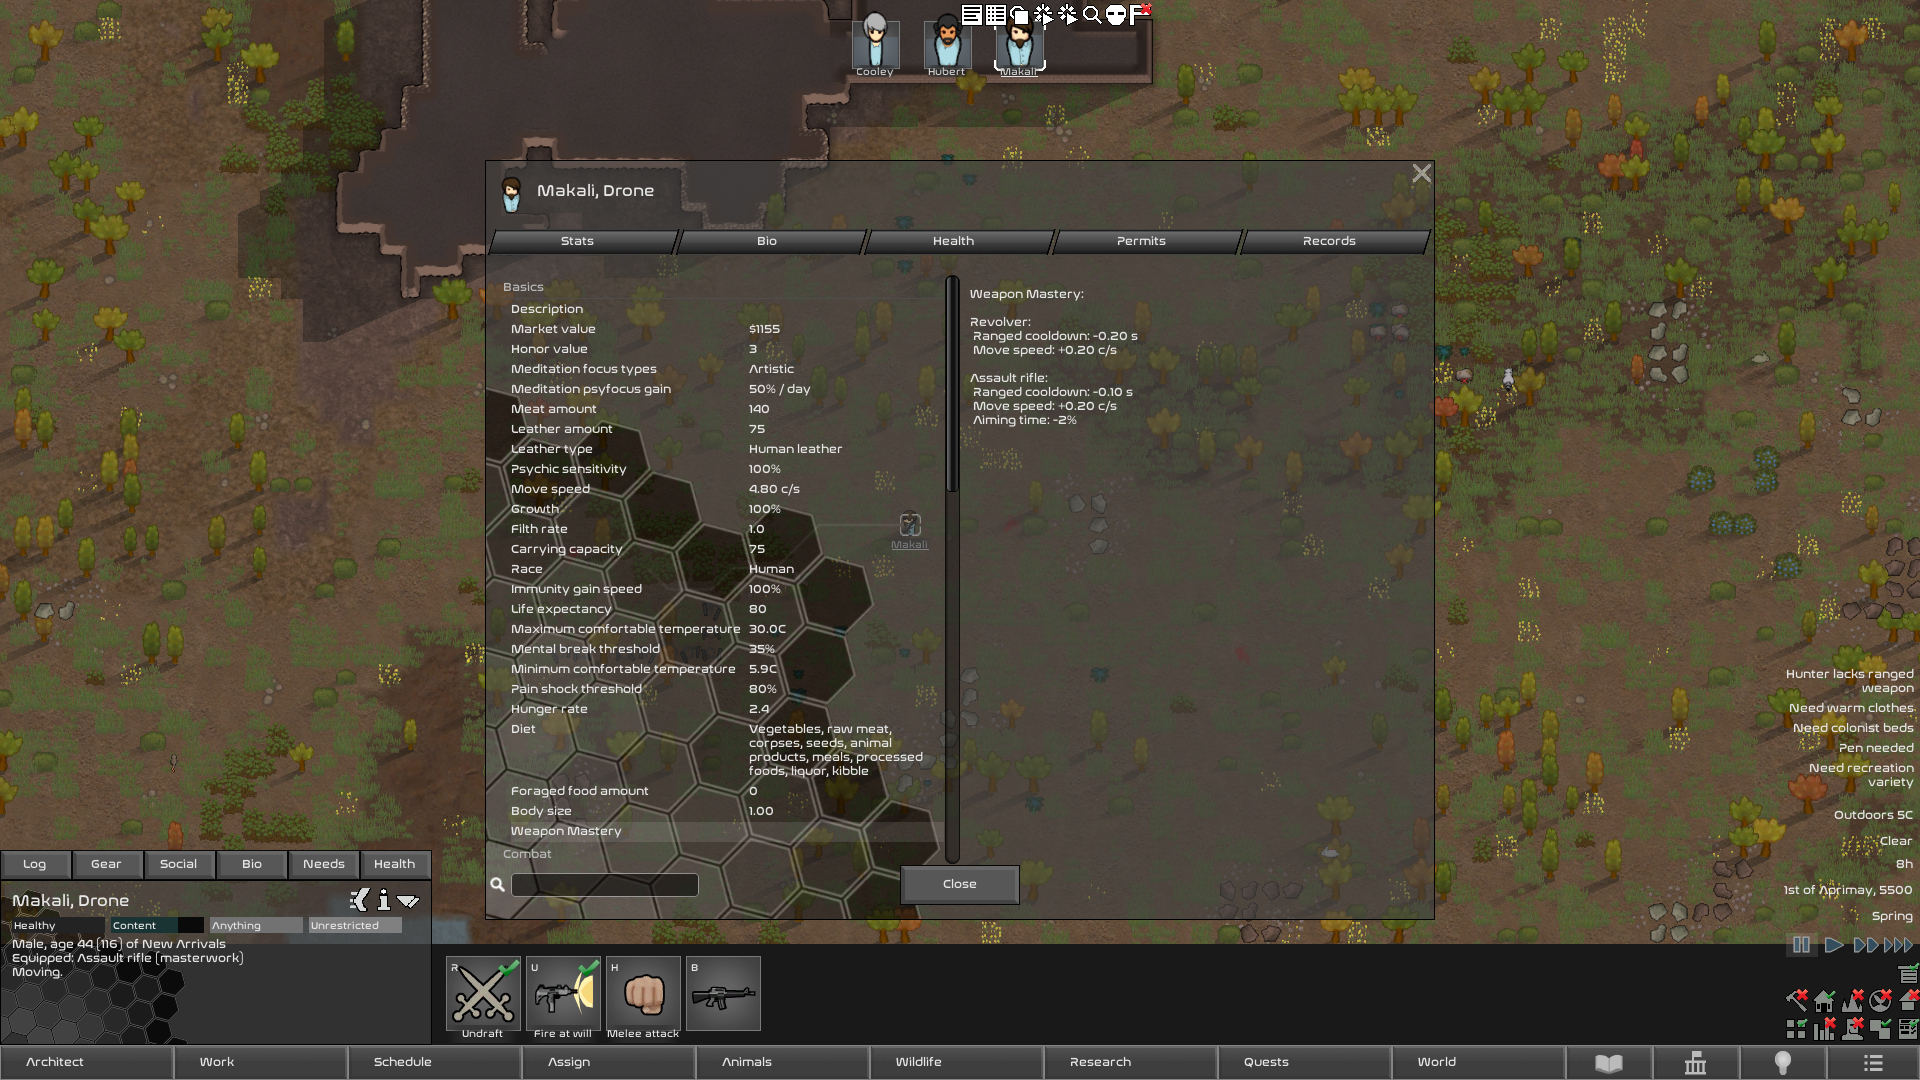 Cooley
Hubert
Makali
Makali, Drone
Stats
Bio
Health
Permits
Records
Basics
Description
Market value $1155
Honor value 3
Meditation focus types Artistic
Meditation psyfocus gain 50% / day
Meat amount 140
Leather amount 75
Leather type Human leather
Psychic sensitivity 100%
Move speed 4.80 c/s
Growth 100%
Filth rate 1.0
Carrying capacity 75
Race Human
Immunity gain speed 100%
Life expectancy 80
Maximum comfortable temperature 30.0C
Mental break threshold 35%
Minimum comfortable temperature 5.9C
Pain shock threshold 80%
Hunger rate 2.4
Diet Vegetables, raw meat,
corpses, seeds, animal
products, meals, processed
foods, liquor, kibble
Foraged food amount 0
Body size 1.00
Weapon Mastery
Combat
Close
Weapon Mastery:
Revolver:
Ranged cooldown: -0.20 s
Move speed: +0.20 c/s
Assault rifle:
Ranged cooldown: -0.10 s
Move speed: +0.20 c/s
Aiming time: -2%
Makali
Hunter lacks ranged
weapon
Need warm clothes
Need colonist beds
Pen needed
Need recreation
variety
Outdoors 5C
Clear
8h
1st of Aprimay, 5500
Spring
Log
Gear
Social
Bio
Needs
Health
Makali, Drone
Healthy
Content
Anything
Unrestricted
Male, age 44 (116) of New Arrivals
Equipped: Assault rifle (masterwork)
Moving.
R
U
H
B
Undraft
Fire at will
Melee attack
Architect
Work
Schedule
Assign
Animals
Wildlife
Research
Quests
World